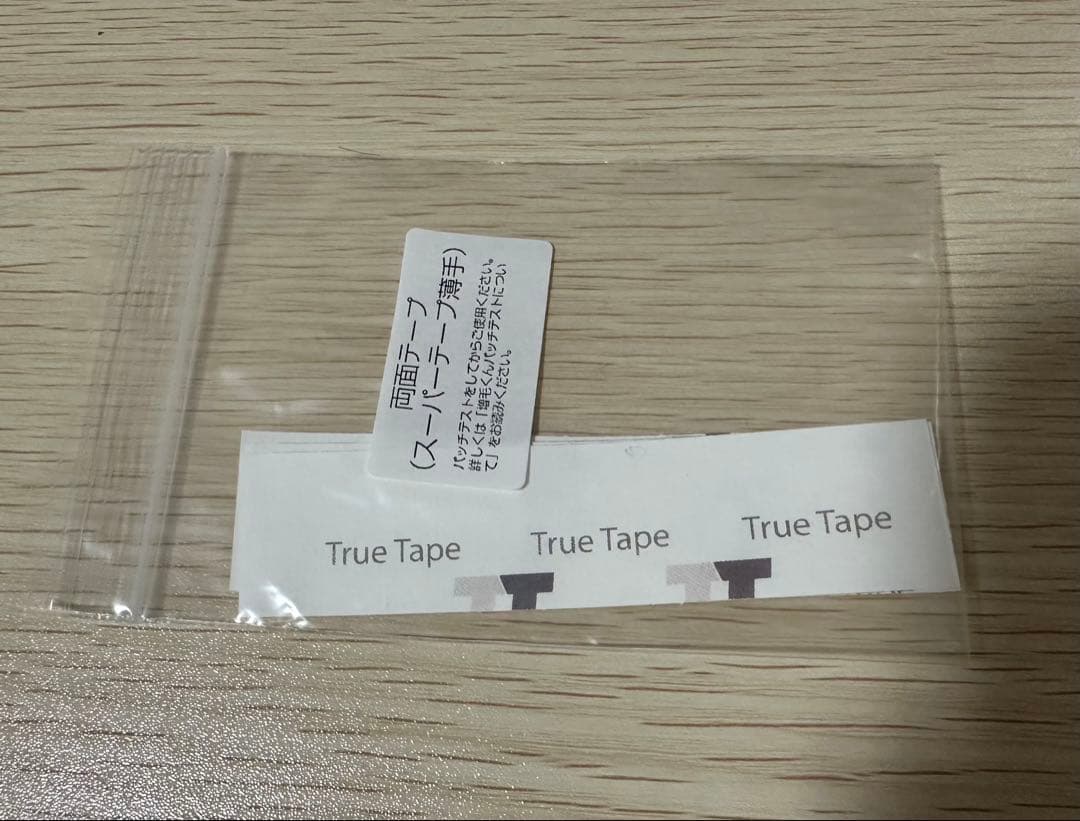 両面テープ
(スーパーテープ薄手)
パッチテストをしてからご使用ください。
詳しくは「増毛くんパッチテストについ
て」をお読みください。
True Tape
True Tape
True Tape